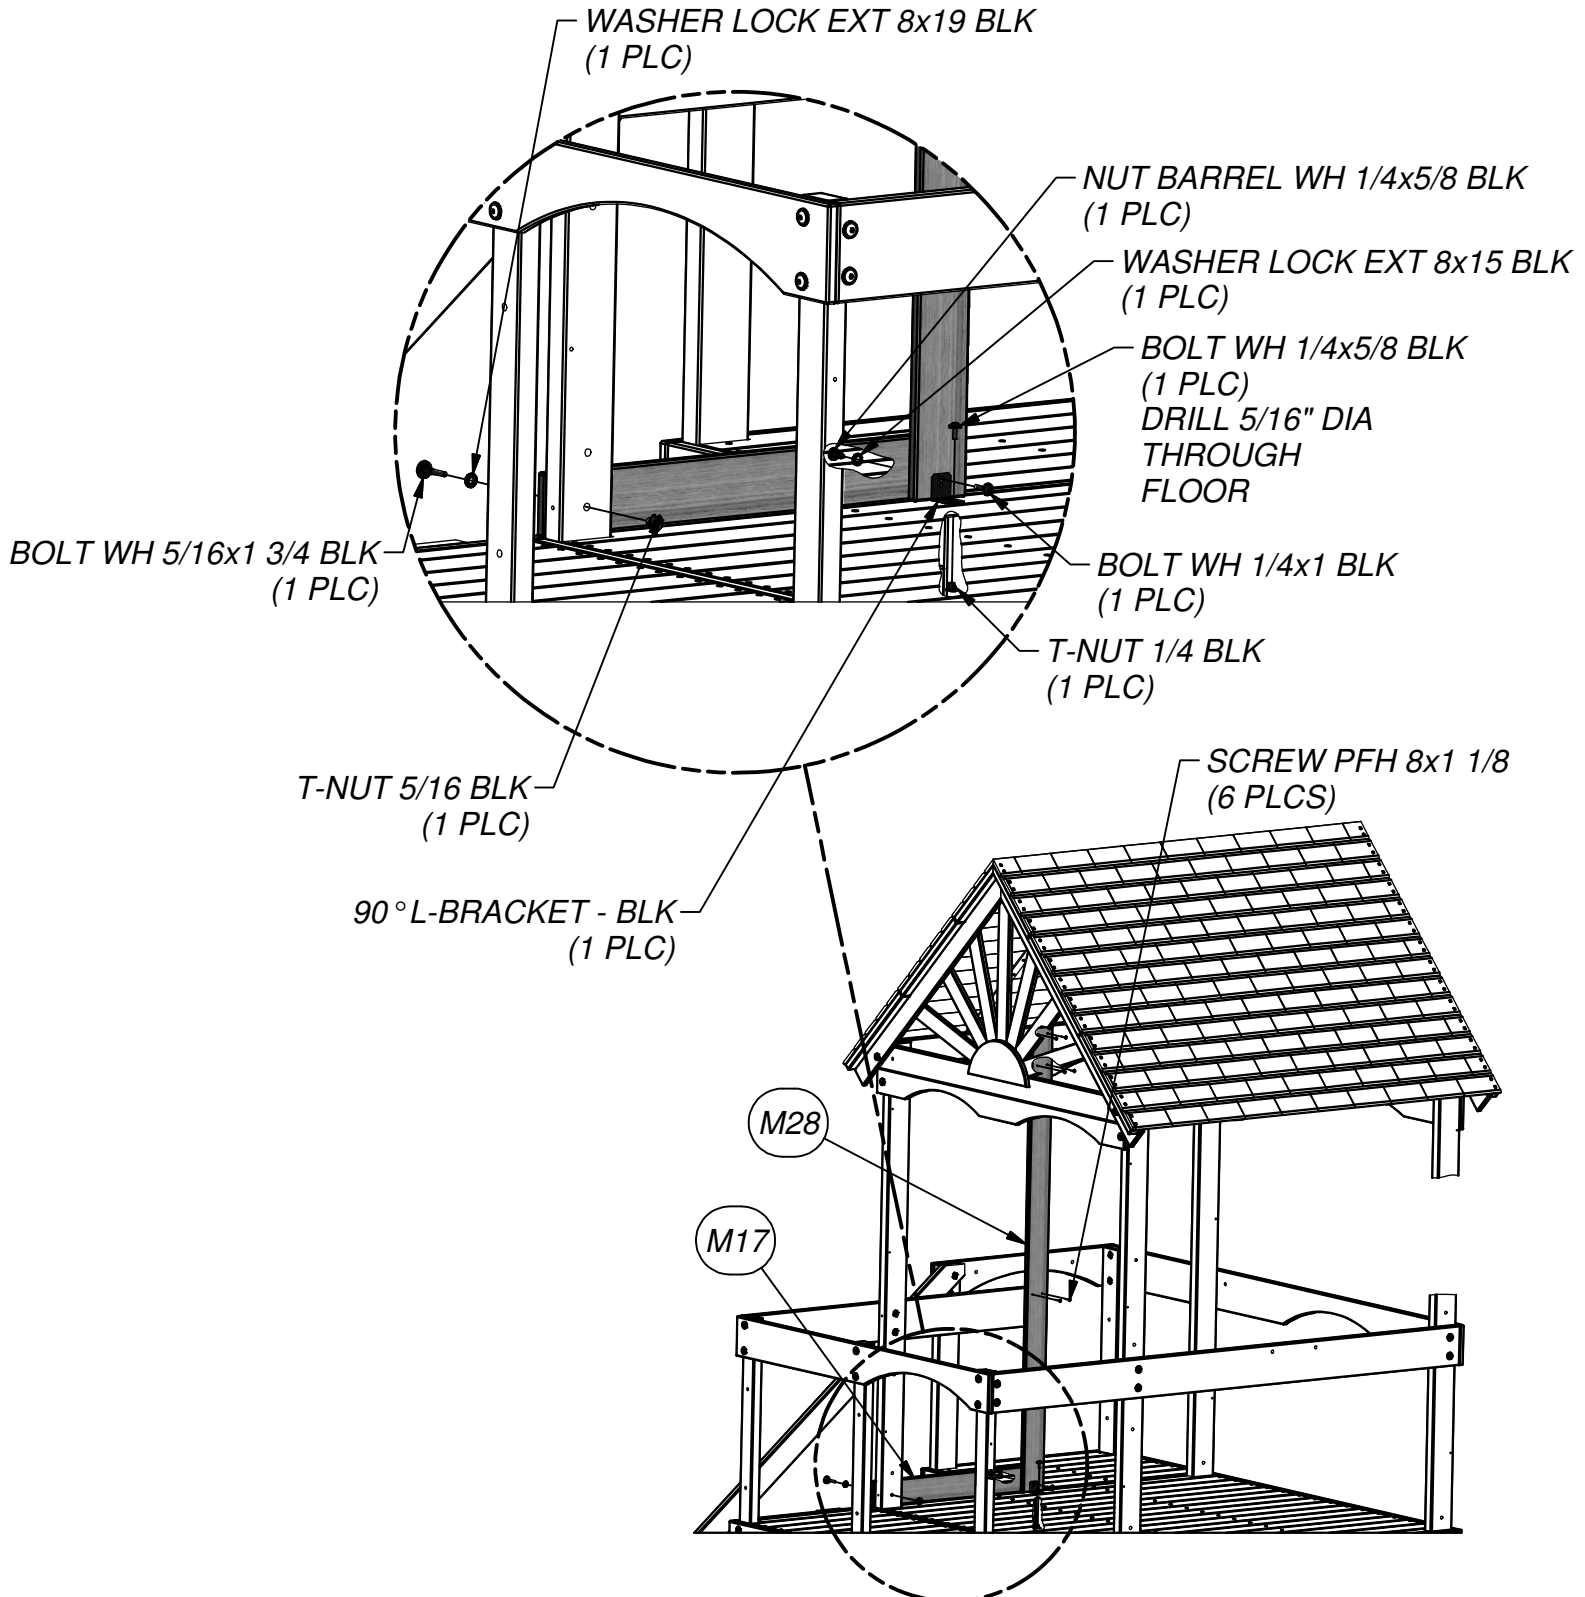 WASHER LOCK EXT 8x19 BLK
(1 PLC)
NUT BARREL WH 1/4x5/8 BLK
(1 PLC)
WASHER LOCK EXT 8x15 BLK
(1 PLC)
BOLT WH 1/4x5/8 BLK
(1 PLC)
DRILL 5/16" DIA
THROUGH
FLOOR
BOLT WH 5/16x1 3/4 BLK
(1 PLC)
BOLT WH 1/4x1 BLK
(1 PLC)
T-NUT 1/4 BLK
(1 PLC)
T-NUT 5/16 BLK
(1 PLC)
SCREW PFH 8x1 1/8
(6 PLCS)
90° L-BRACKET - BLK
(1 PLC)
M28
M17